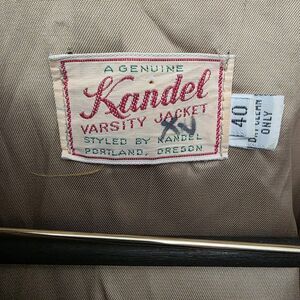 A GENUINE
Kandel
VARSITY JACKET
STYLED BY KANDEL
PORTLAND, OREGON
40
DRY CLEAN
ONLY